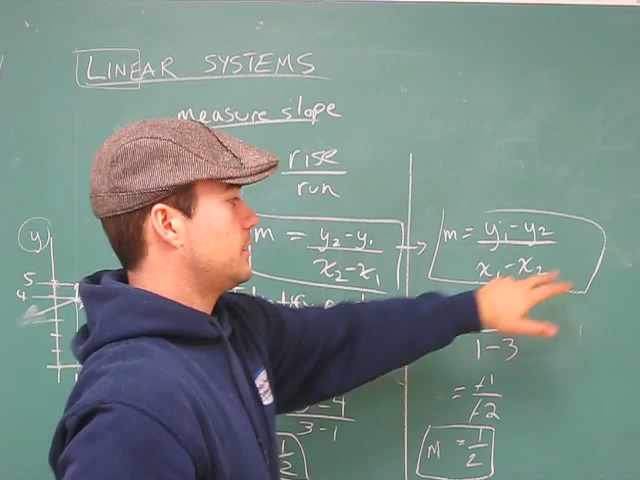 LINEAR SYSTEMS
measure slope
rise
run
y
5
4
m = y₂-y₁
x₂-x₁
3-1
1
2
→ m = y₁-y₂
x₁-x₂
1-3
= -1
-2
m = 1
2